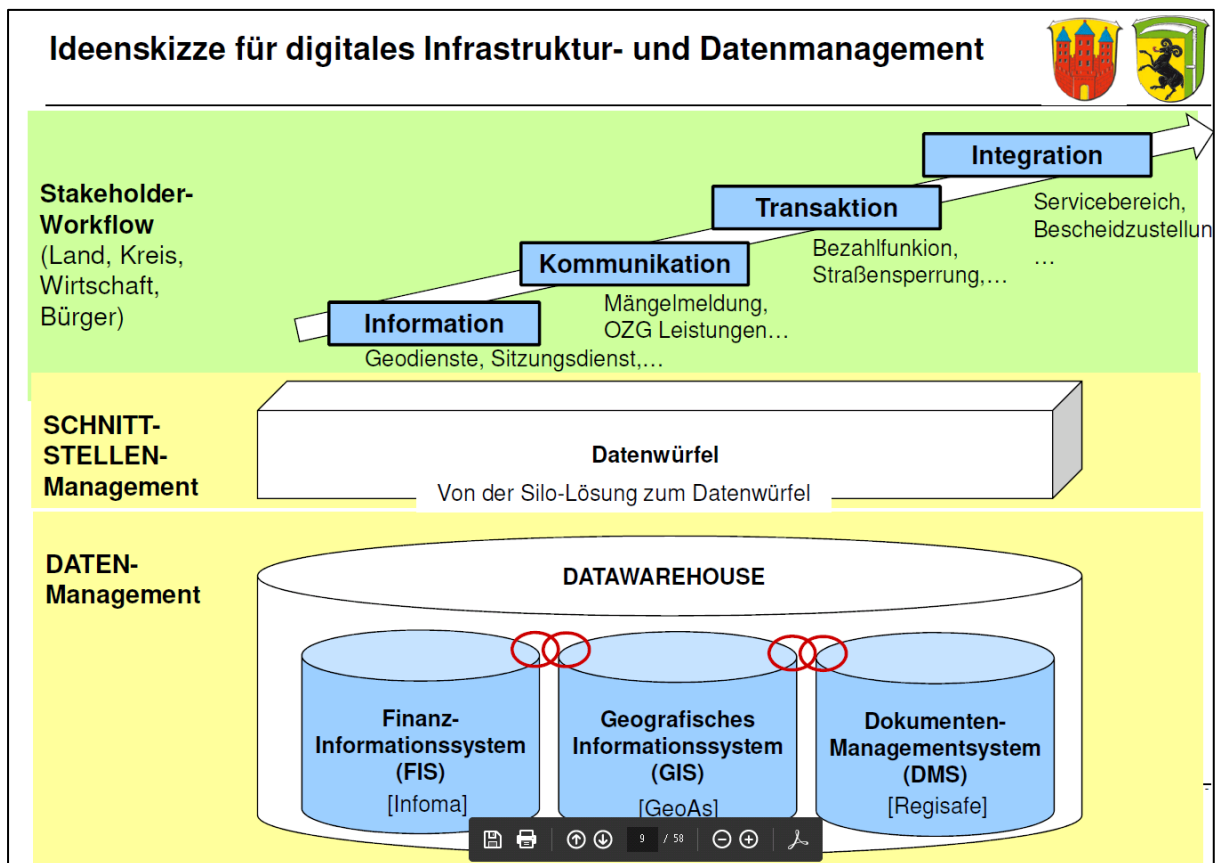 Ideenskizze für digitales Infrastruktur- und Datenmanagement
Integration
Servicebereich,
Bescheidzustellun
…
Transaktion
Bezahlfunkion,
Straßensperrung,…
Kommunikation
Mängelmeldung,
OZG Leistungen…
Information
Geodienste, Sitzungsdienst,…
Stakeholder-
Workflow
(Land, Kreis,
Wirtschaft,
Bürger)
SCHNITT-
STELLEN-
Management
Datenwürfel
Von der Silo-Lösung zum Datenwürfel
DATEN-
Management
DATAWAREHOUSE
Finanz-
Informationssystem
(FIS)
[Infoma]
Geografisches
Informationssystem
(GIS)
[GeoAs]
Dokumenten-
Managementsystem
(DMS)
[Regisafe]
9 / 58